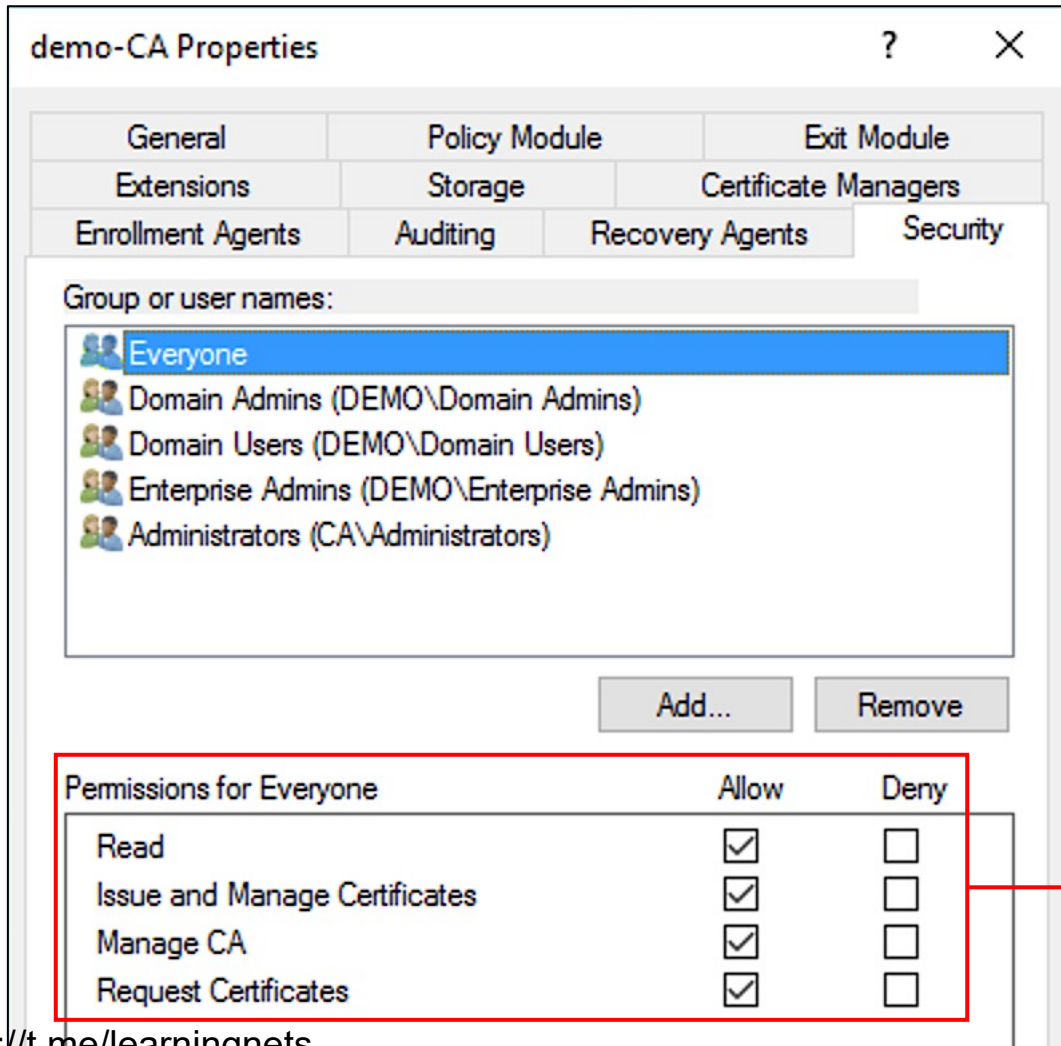 demo-CA Properties ? ×
General Policy Module Exit Module
Extensions Storage Certificate Managers
Enrollment Agents Auditing Recovery Agents Security
Group or user names:
Everyone
Domain Admins (DEMO\Domain Admins)
Domain Users (DEMO\Domain Users)
Enterprise Admins (DEMO\Enterprise Admins)
Administrators (CA\Administrators)
Add... Remove
Permissions for Everyone Allow Deny
Read
Issue and Manage Certificates
Manage CA
Request Certificates
://t.me/learningnets